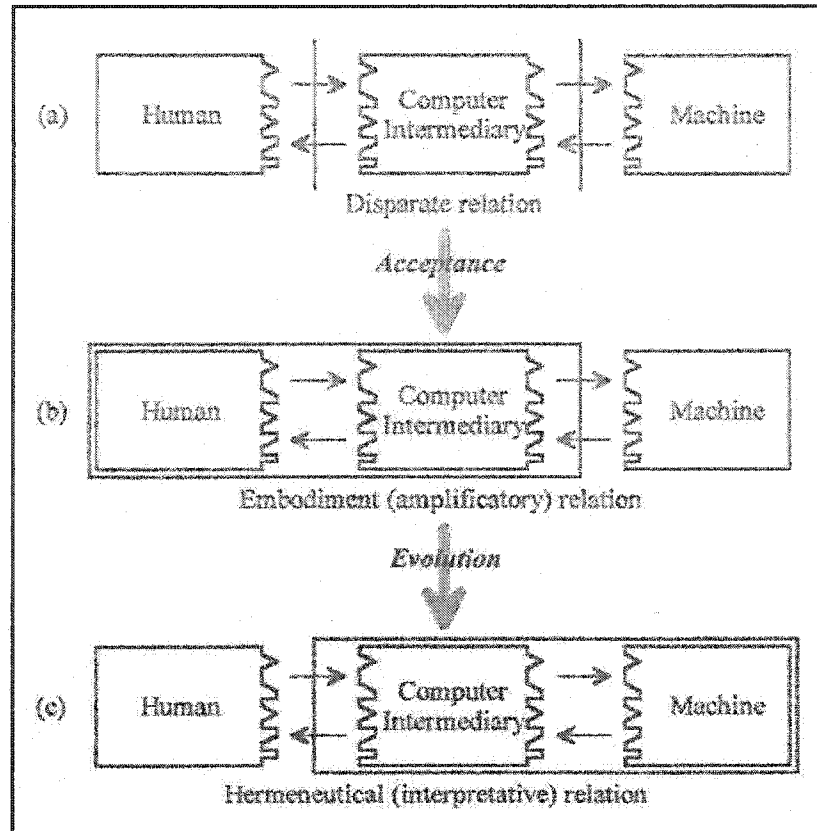 (a)
Human
Computer
Intermediary
Machine
Disparate relation
Acceptance
(b)
Human
Computer
Intermediary
Machine
Embodiment (amplificatory) relation
Evolution
(c)
Human
Computer
Intermediary
Machine
Hermeneutical (interpretative) relation